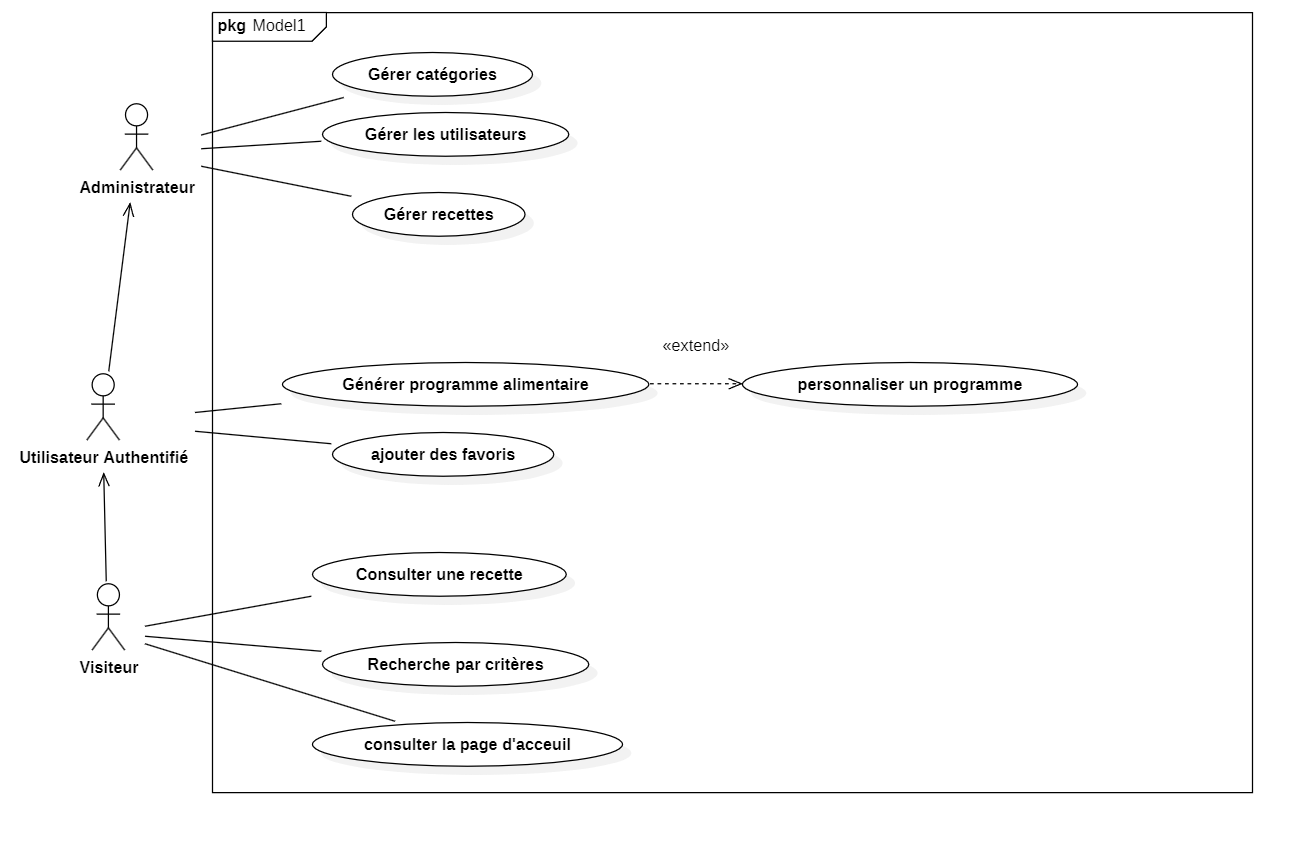 pkg Model1
Gérer catégories
Gérer les utilisateurs
Administrateur
Gérer recettes
«extend»
Générer programme alimentaire
personnaliser un programme
Utilisateur Authentifié
ajouter des favoris
Consulter une recette
Recherche par critères
Visiteur
consulter la page d'acceuil